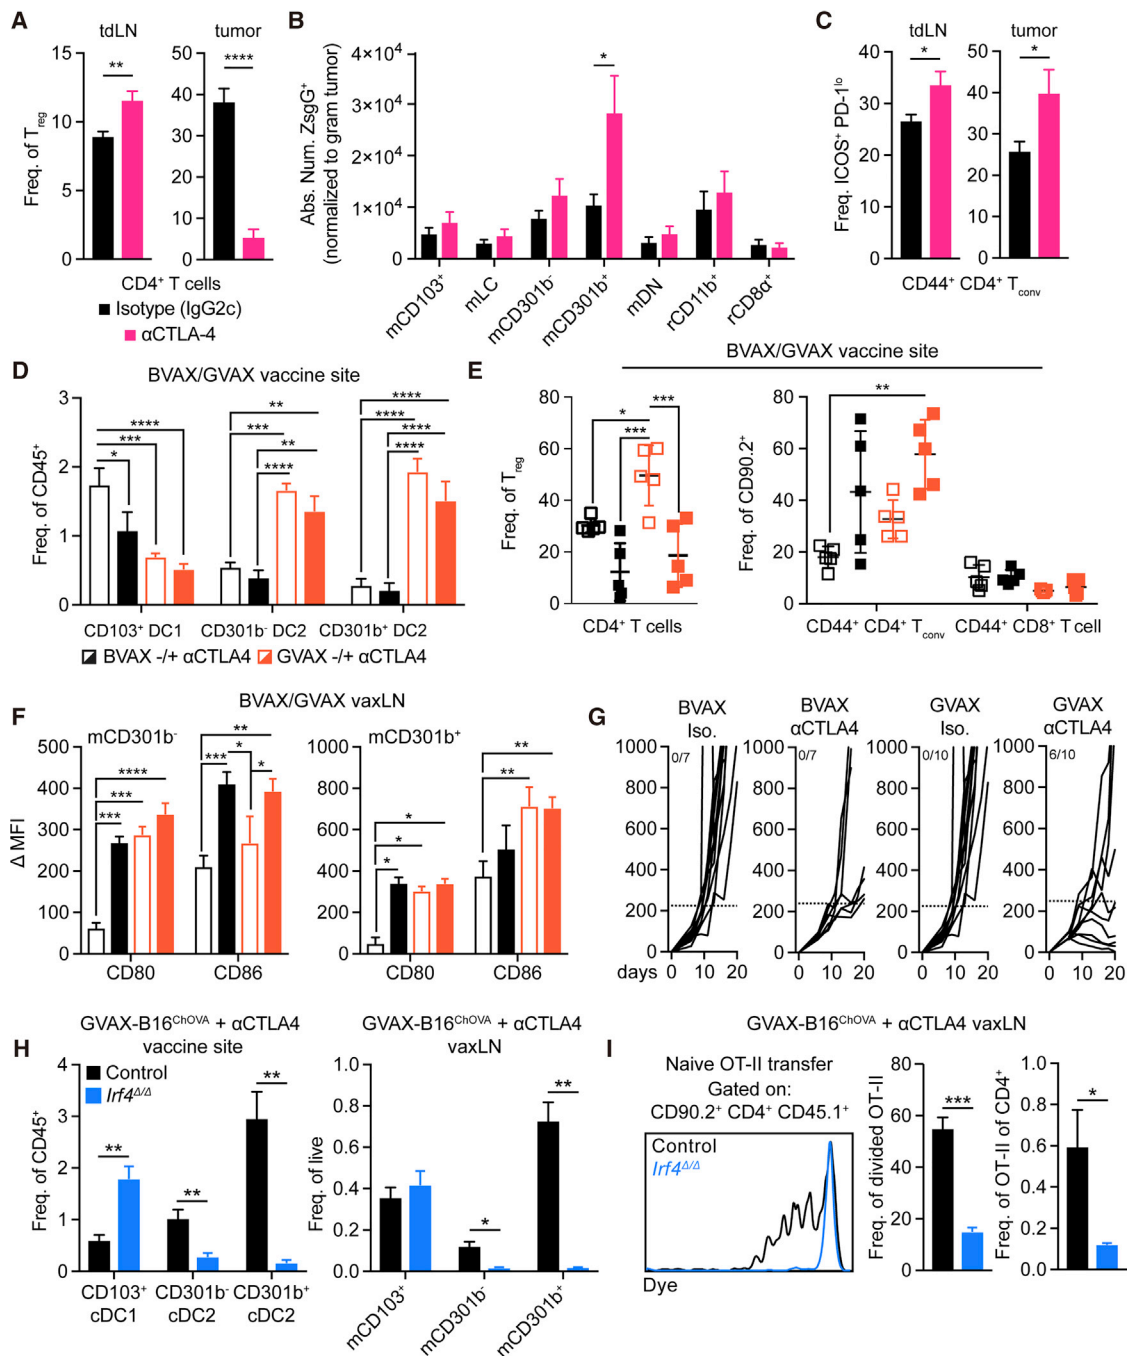 A
tdLN
tumor
15
10
5
0
50
40
30
20
10
0
**
****
Freq. of Treg
CD4+ T cells
Isotype (IgG2c)
αCTLA-4
B
Abs. Num. ZsgG+
(normalized to gram tumor)
4×10⁴
3×10⁴
2×10⁴
1×10⁴
0
*
mCD103+
mLC
mCD301b-
mCD301b+
mDN
rCD11b+
rCD8α+
C
tdLN
tumor
40
30
20
10
0
50
40
30
20
10
0
*
*
Freq. ICOS+ PD-1lo
CD44+ CD4+ Tconv
D
BVAX/GVAX vaccine site
Freq. of CD45+
3
2
1
0
****
***
*
**
***
**
****
****
****
****
****
CD103+ DC1
CD301b- DC2
CD301b+ DC2
BVAX -/+ αCTLA4
GVAX -/+ αCTLA4
BVAX/GVAX vaccine site
E
Freq. of Treg
80
60
40
20
0
*
***
***
CD4+ T cells
Freq. of CD90.2+
80
60
40
20
0
**
CD44+ CD4+ Tconv
CD44+ CD8+ T cell
BVAX/GVAX vaxLN
F
mCD301b-
Δ MFI
500
400
300
200
100
0
****
***
***
**
***
*
*
CD80
CD86
mCD301b+
1000
800
600
400
200
0
*
*
*
**
**
CD80
CD86
G
BVAX
Iso.
BVAX
αCTLA4
GVAX
Iso.
GVAX
αCTLA4
1000
800
600
400
200
0
0/7
1000
800
600
400
200
0
0/7
1000
800
600
400
200
0
0/10
1000
800
600
400
200
0
6/10
days
0 10 20
0 10 20
0 10 20
0 10 20
H
GVAX-B16ChOVA + αCTLA4
vaccine site
Control
Irf4Δ/Δ
Freq. of CD45+
4
3
2
1
0
**
**
**
CD103+
cDC1
CD301b-
cDC2
CD301b+
cDC2
GVAX-B16ChOVA + αCTLA4
vaxLN
Freq. of live
1.0
0.8
0.6
0.4
0.2
0.0
*
**
mCD103+
mCD301b-
mCD301b+
I
GVAX-B16ChOVA + αCTLA4 vaxLN
Naive OT-II transfer
Gated on:
CD90.2+ CD4+ CD45.1+
Control
Irf4Δ/Δ
Dye
Freq. of divided OT-II
80
60
40
20
0
***
Freq. of OT-II of CD4+
1.0
0.8
0.6
0.4
0.2
0.0
*